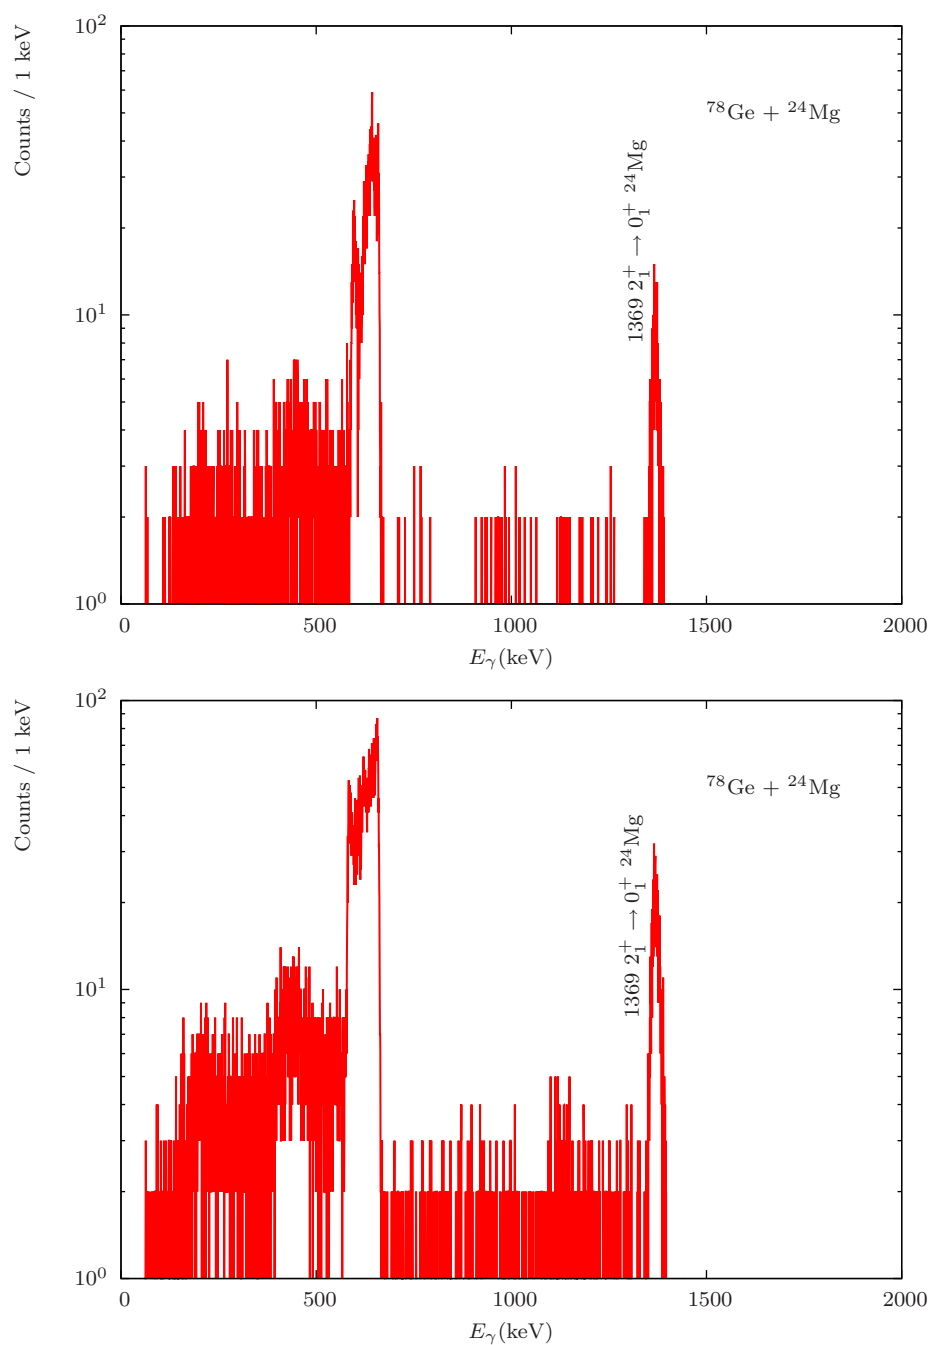 10²
Counts / 1 keV
⁷⁸Ge + ²⁴Mg
1369 2₁⁺ → 0₁⁺ ²⁴Mg
10¹
10⁰
0 500 1000 1500 2000
E_γ(keV)
10²
Counts / 1 keV
⁷⁸Ge + ²⁴Mg
1369 2₁⁺ → 0₁⁺ ²⁴Mg
10¹
10⁰
0 500 1000 1500 2000
E_γ(keV)